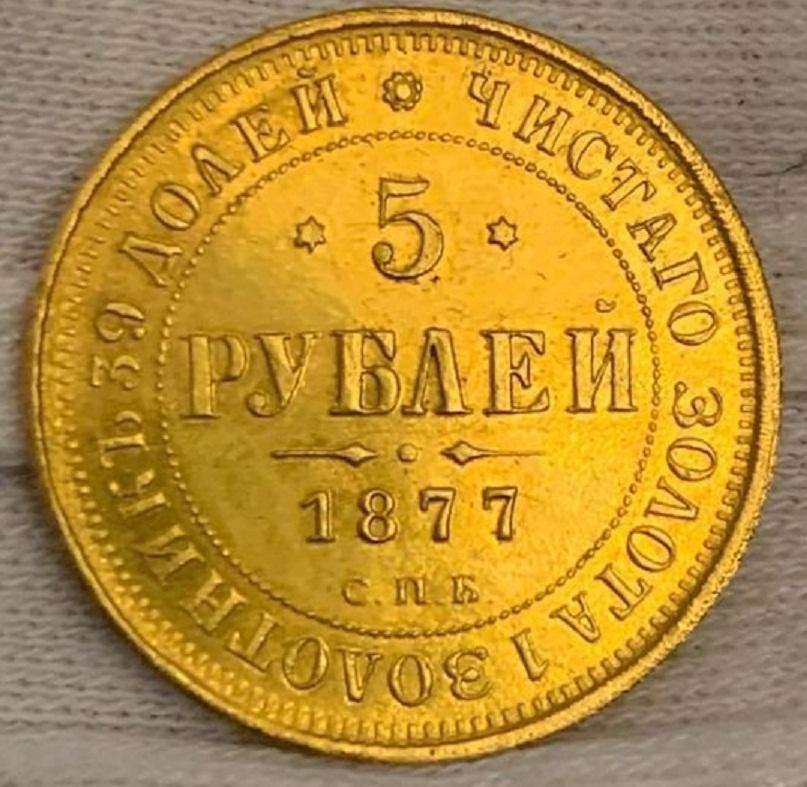 ЧИСТАГО ЗОЛОТА 1 ЗОЛОТНИКЪ 39 ДОЛЕЙ
5
РУБЛЕЙ
1877
С.П.Б